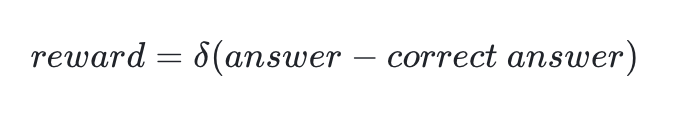 reward = δ(answer − correct answer)